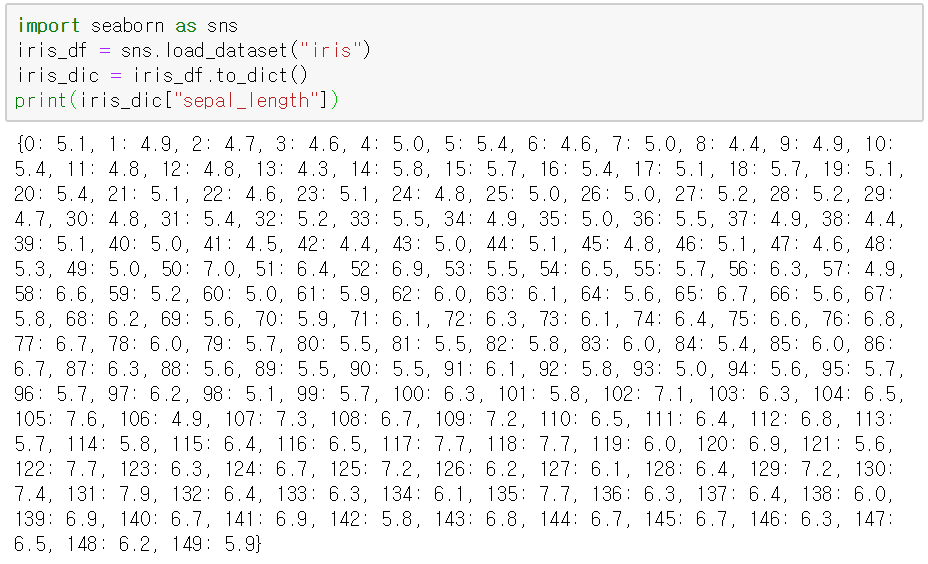 import seaborn as sns
iris_df = sns.load_dataset("iris")
iris_dic = iris_df.to_dict()
print(iris_dic["sepal_length"])
{0: 5.1, 1: 4.9, 2: 4.7, 3: 4.6, 4: 5.0, 5: 5.4, 6: 4.6, 7: 5.0, 8: 4.4, 9: 4.9, 10:
5.4, 11: 4.8, 12: 4.8, 13: 4.3, 14: 5.8, 15: 5.7, 16: 5.4, 17: 5.1, 18: 5.7, 19: 5.1,
20: 5.4, 21: 5.1, 22: 4.6, 23: 5.1, 24: 4.8, 25: 5.0, 26: 5.0, 27: 5.2, 28: 5.2, 29:
4.7, 30: 4.8, 31: 5.4, 32: 5.2, 33: 5.5, 34: 4.9, 35: 5.0, 36: 5.5, 37: 4.9, 38: 4.4,
39: 5.1, 40: 5.0, 41: 4.5, 42: 4.4, 43: 5.0, 44: 5.1, 45: 4.8, 46: 5.1, 47: 4.6, 48:
5.3, 49: 5.0, 50: 7.0, 51: 6.4, 52: 6.9, 53: 5.5, 54: 6.5, 55: 5.7, 56: 6.3, 57: 4.9,
58: 6.6, 59: 5.2, 60: 5.0, 61: 5.9, 62: 6.0, 63: 6.1, 64: 5.6, 65: 6.7, 66: 5.6, 67:
5.8, 68: 6.2, 69: 5.6, 70: 5.9, 71: 6.1, 72: 6.3, 73: 6.1, 74: 6.4, 75: 6.6, 76: 6.8,
77: 6.7, 78: 6.0, 79: 5.7, 80: 5.5, 81: 5.5, 82: 5.8, 83: 6.0, 84: 5.4, 85: 6.0, 86:
6.7, 87: 6.3, 88: 5.6, 89: 5.5, 90: 5.5, 91: 6.1, 92: 5.8, 93: 5.0, 94: 5.6, 95: 5.7,
96: 5.7, 97: 6.2, 98: 5.1, 99: 5.7, 100: 6.3, 101: 5.8, 102: 7.1, 103: 6.3, 104: 6.5,
105: 7.6, 106: 4.9, 107: 7.3, 108: 6.7, 109: 7.2, 110: 6.5, 111: 6.4, 112: 6.8, 113:
5.7, 114: 5.8, 115: 6.4, 116: 6.5, 117: 7.7, 118: 7.7, 119: 6.0, 120: 6.9, 121: 5.6,
122: 7.7, 123: 6.3, 124: 6.7, 125: 7.2, 126: 6.2, 127: 6.1, 128: 6.4, 129: 7.2, 130:
7.4, 131: 7.9, 132: 6.4, 133: 6.3, 134: 6.1, 135: 7.7, 136: 6.3, 137: 6.4, 138: 6.0,
139: 6.9, 140: 6.7, 141: 6.9, 142: 5.8, 143: 6.8, 144: 6.7, 145: 6.7, 146: 6.3, 147:
6.5, 148: 6.2, 149: 5.9}